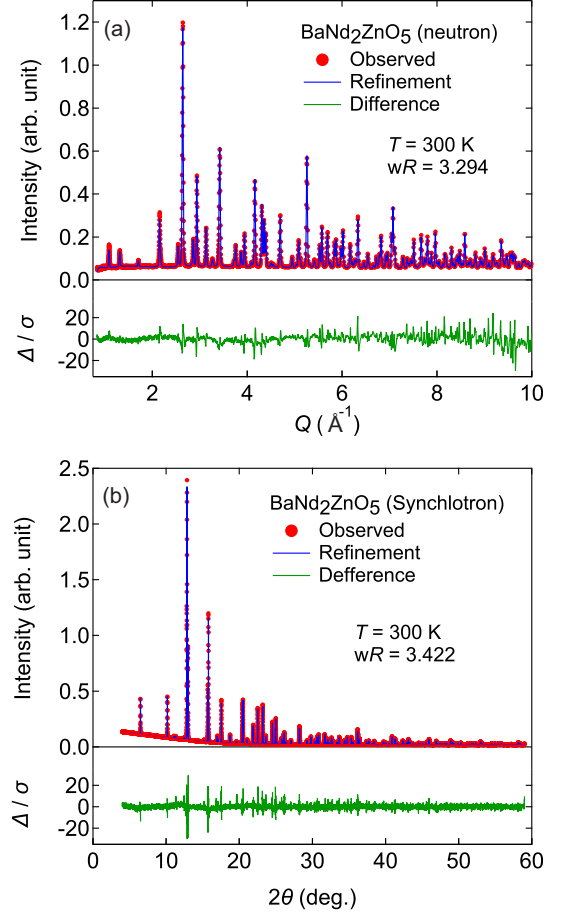 (a)
BaNd2ZnO5 (neutron)
Observed
Refinement
Difference
T = 300 K
wR = 3.294
Intensity (arb. unit)
1.2
1.0
0.8
0.6
0.4
0.2
0.0
Δ / σ
20
0
-20
2
4
6
8
10
Q ( Å-1)
(b)
BaNd2ZnO5 (Synchlotron)
Observed
Refinement
Defference
T = 300 K
wR = 3.422
Intensity (arb. unit)
2.5
2.0
1.5
1.0
0.5
0.0
Δ / σ
20
0
-20
0
10
20
30
40
50
60
2θ (deg.)